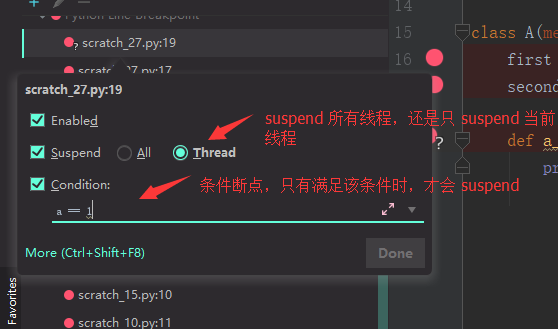 Python Line Breakpoint
14
scratch_27.py:19
15
class A(me
scratch_27.py:17
16
first
scratch_27.py:19
secon
Enabled
suspend 所有线程，还是只 suspend 当前
线程
Suspend
All
Thread
?
def a_
Condition:
条件断点，只有满足该条件时，才会 suspend
pr
a == 1
More (Ctrl+Shift+F8)
Done
Favorites
scratch_15.py:10
scratch_10.py:11